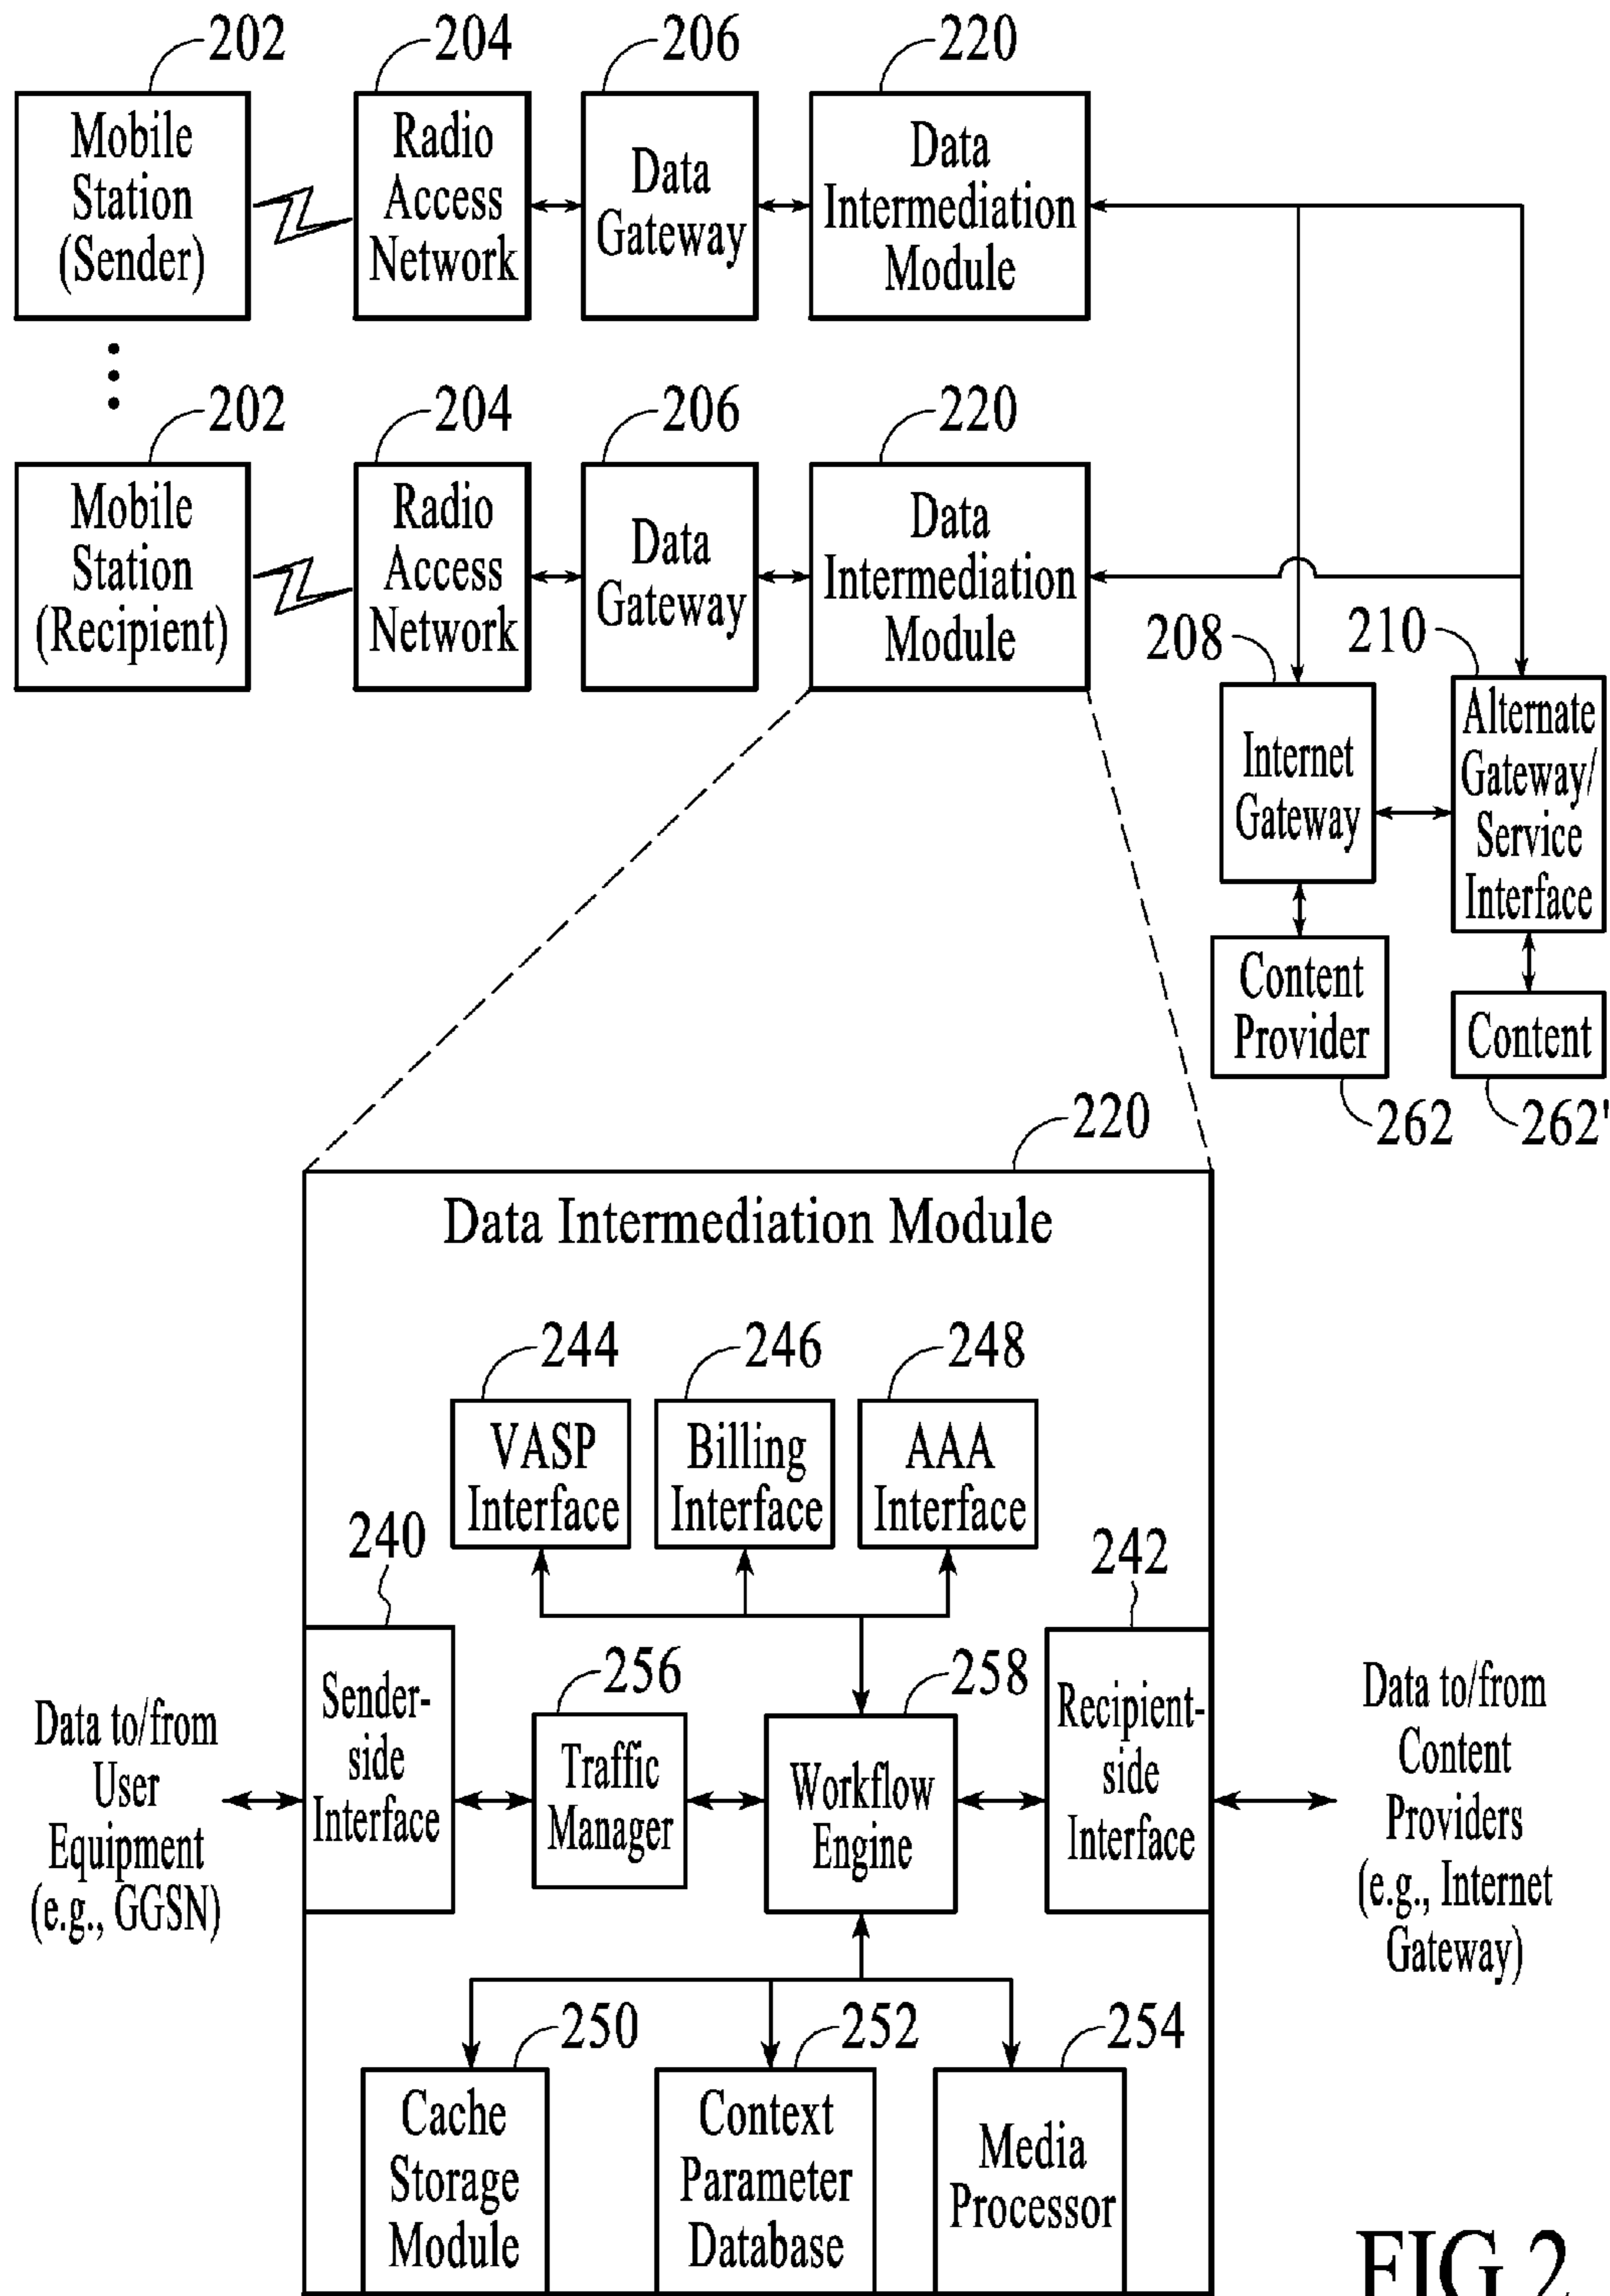 202
204
206
220
Mobile
Station
(Sender)
Radio
Access
Network
Data
Gateway
Data
Intermediation
Module
202
204
206
220
Mobile
Station
(Recipient)
Radio
Access
Network
Data
Gateway
Data
Intermediation
Module
208
210
Internet
Gateway
Alternate
Gateway/
Service
Interface
Content
Provider
Content
262
262'
220
Data Intermediation Module
244
246
248
VASP
Interface
Billing
Interface
AAA
Interface
240
242
256
258
Data to/from
User
Equipment
(e.g., GGSN)
Sender-
side
Interface
Traffic
Manager
Workflow
Engine
Recipient-
side
Interface
Data to/from
Content
Providers
(e.g., Internet
Gateway)
250
252
254
Cache
Storage
Module
Context
Parameter
Database
Media
Processor
FIG.2